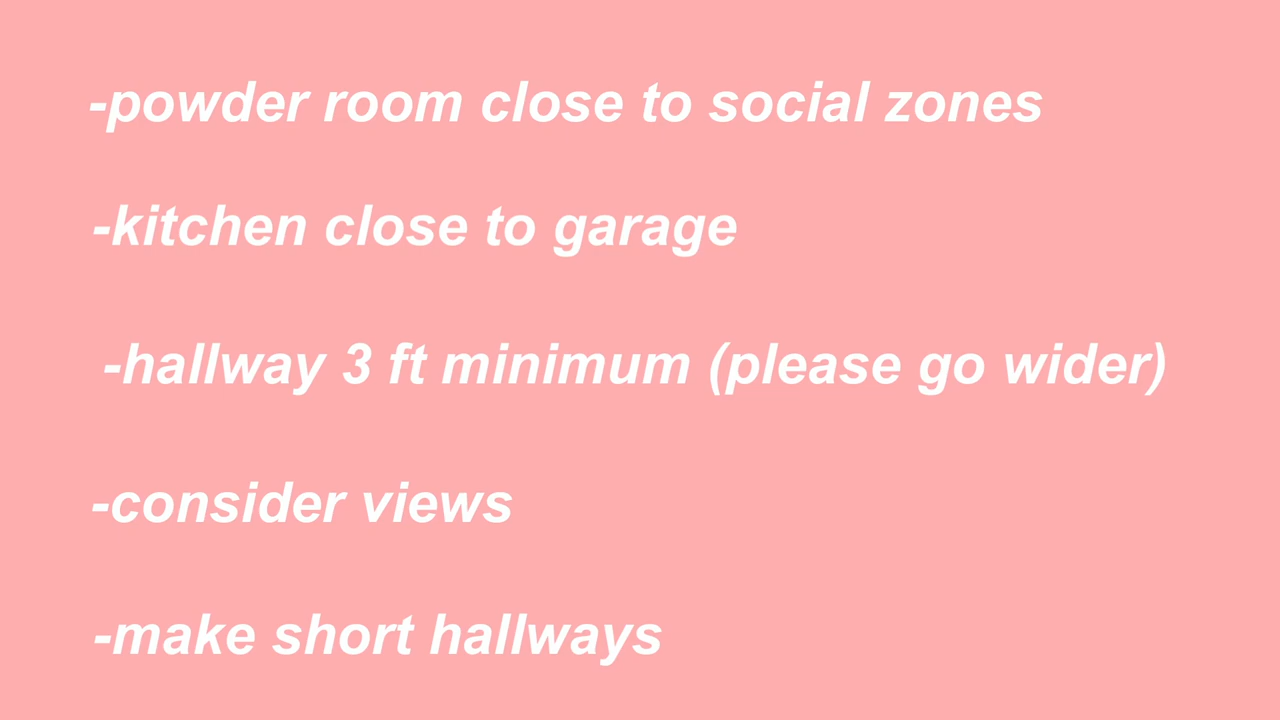 -powder room close to social zones
-kitchen close to garage
-hallway 3 ft minimum (please go wider)
-consider views
-make short hallways